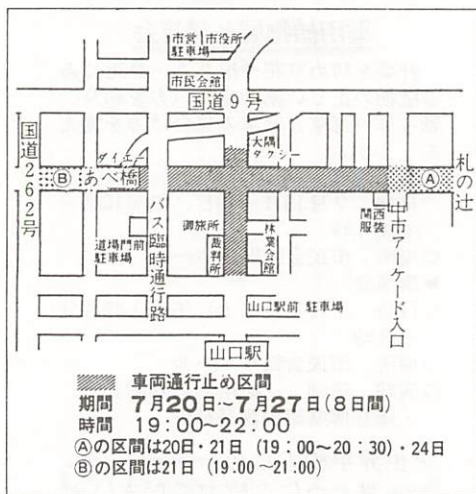 市営駐車場
市役所
市民会館
国道9号
国道262号
ダイエー
大隅タクシー
札の辻
Ⓑ
あべ橋
Ⓐ
バス臨時通行路
御旅所
裁判所
林業会館
関西服装
中市アーケード入口
道場門前駐車場
山口駅前 駐車場
山口駅
車両通行止め区間
期間 7月20日~7月27日(8日間)
時間 19:00~22:00
Ⓐの区間は20日・21日 (19:00~20:30)・24日
Ⓑの区間は21日 (19:00~21:00)